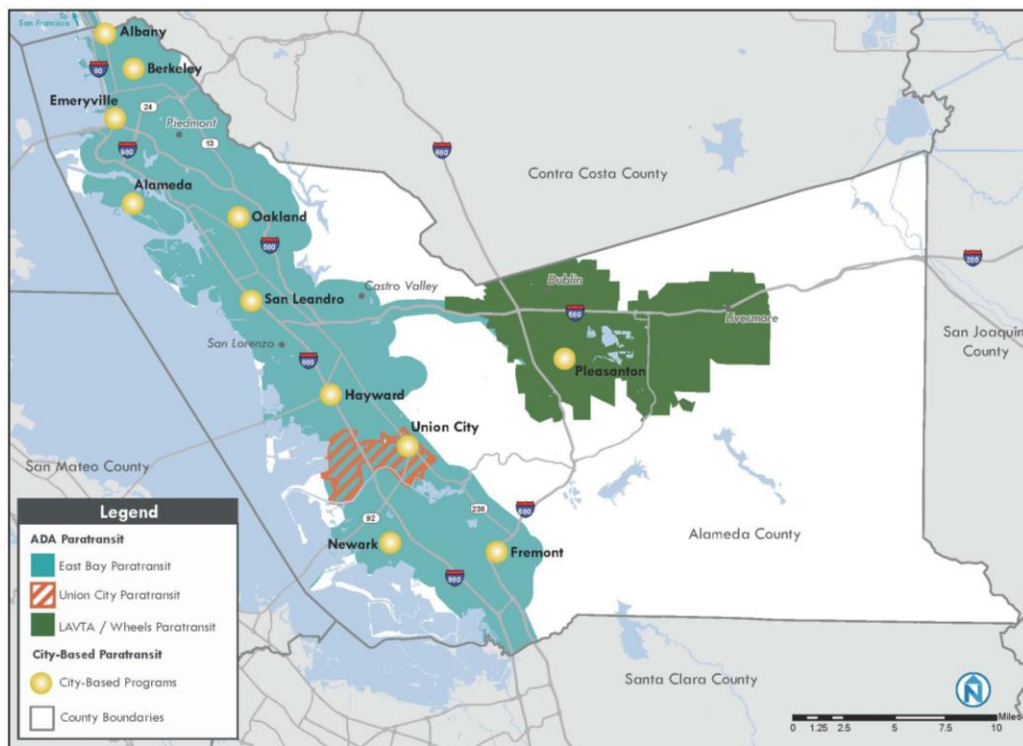 To
San Francisco
Albany
80
Berkeley
Emeryville
24
Piedmont
13
980
Alameda
Oakland
580
680
Contra Costa County
Castro Valley
San Leandro
San Lorenzo
880
Dublin
580
Livermore
Pleasanton
San Joaquin
County
Hayward
Union City
San Mateo County
92
238
680
Newark
Fremont
880
Alameda County
Santa Clara County
Legend
ADA Paratransit
East Bay Paratransit
Union City Paratransit
LAVTA / Wheels Paratransit
City-Based Paratransit
City-Based Programs
County Boundaries
N
Miles
0 1.25 2.5 5 7.5 10